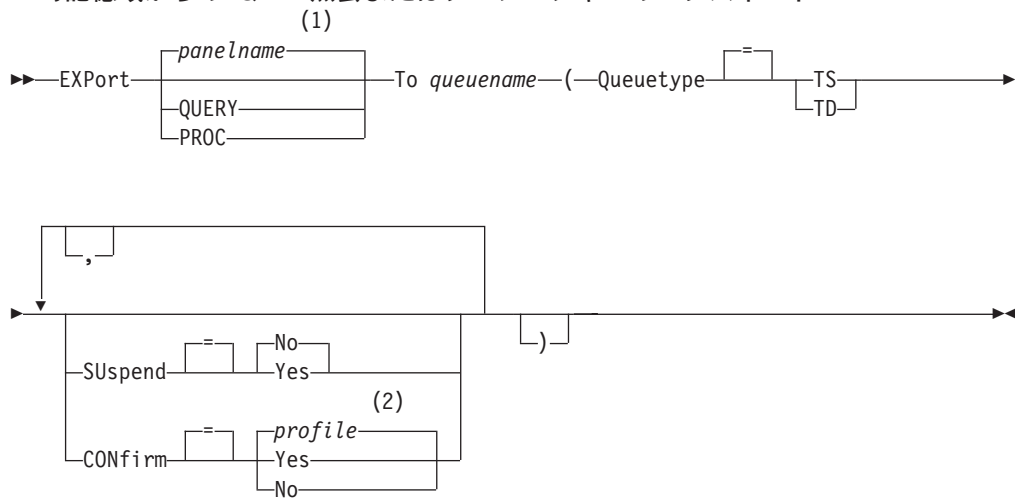 (1)
panelname
EXPort
QUERY
PROC
To queuename ( Queuetype = TS
TD
,
)
SUspend = No
Yes
(2)
CONfirm = profile
Yes
No